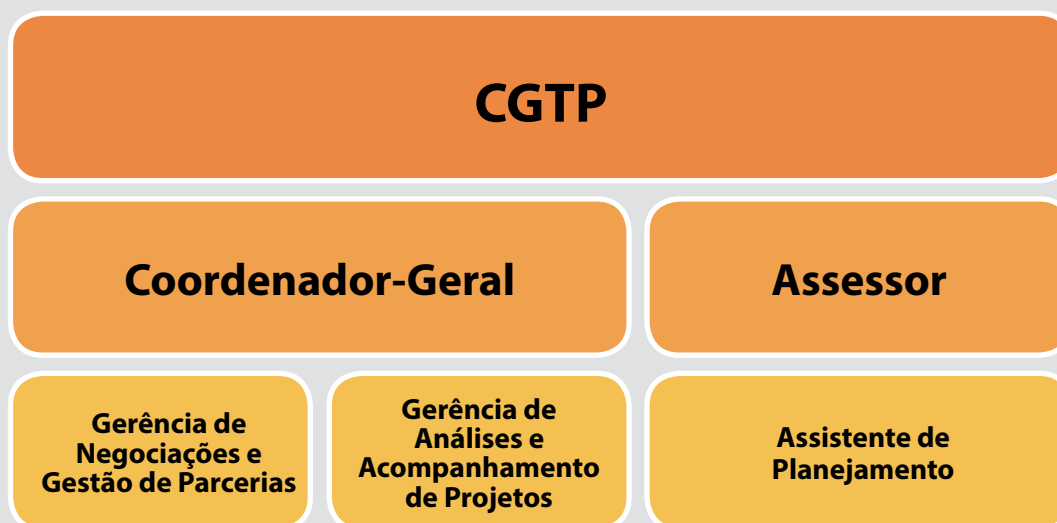 CGTP
Coordenador-Geral
Assessor
Gerência de
Negociações e
Gestão de Parcerias
Gerência de
Análises e
Acompanhamento
de Projetos
Assistente de
Planejamento